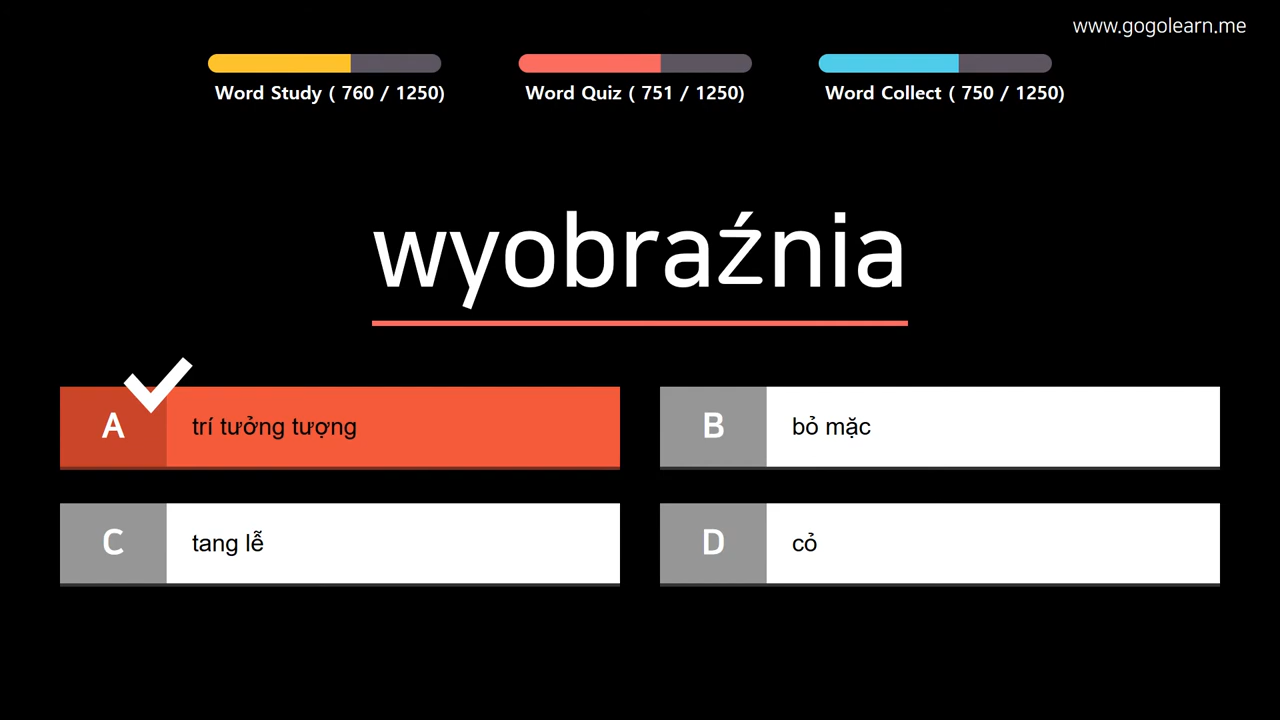 www.gogolearn.me
Word Study ( 760 / 1250)
Word Quiz ( 751 / 1250)
Word Collect ( 750 / 1250)
wyobraźnia
A trí tưởng tượng
B bỏ mặc
C tang lễ
D cỏ